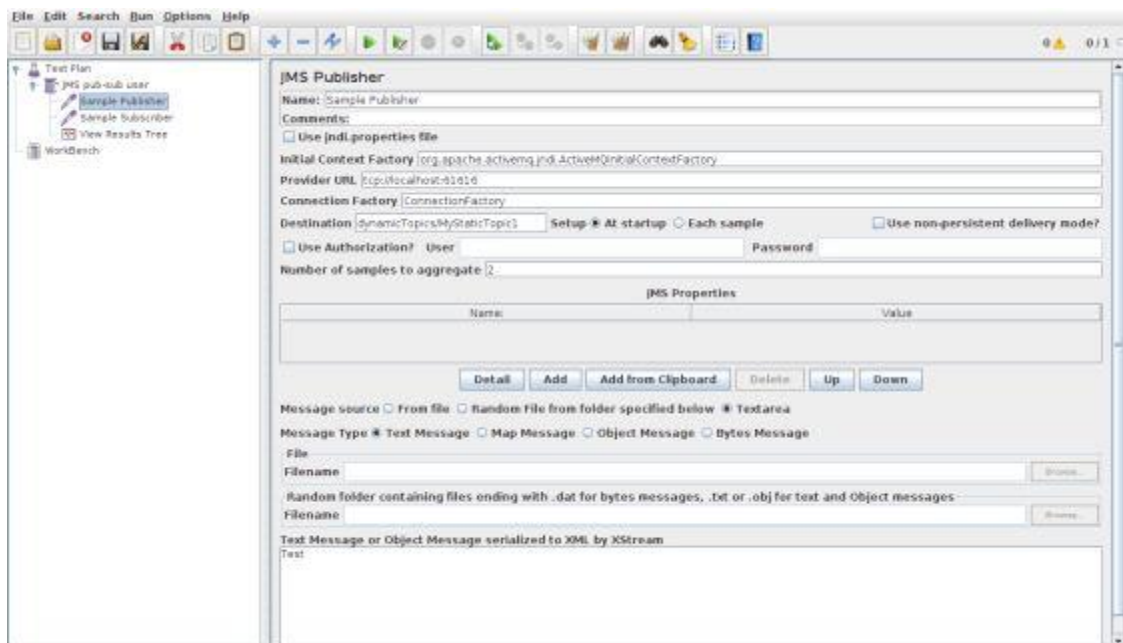 File Edit Search Run Options Help
0 0/1
Test Plan
JMS pub-sub user
Sample Publisher
Sample Subscriber
View Results Tree
WorkBench
JMS Publisher
Name: Sample Publisher
Comments:
Use jndi.properties file
Initial Context Factory org.apache.activemq.jndi.ActiveMQInitialContextFactory
Provider URL tcp://localhost:61616
Connection Factory ConnectionFactory
Destination dynamicTopics/MyStaticTopic1 Setup At startup Each sample Use non-persistent delivery mode?
Use Authorization? User Password
Number of samples to aggregate 2
JMS Properties
Name: Value
Detail Add Add from Clipboard Delete Up Down
Message source From file Random File from folder specified below Textarea
Message Type Text Message Map Message Object Message Bytes Message
File
Filename Browse...
Random folder containing files ending with .dat for bytes messages, .txt or .obj for text and Object messages
Filename Browse...
Text Message or Object Message serialized to XML by XStream
Test